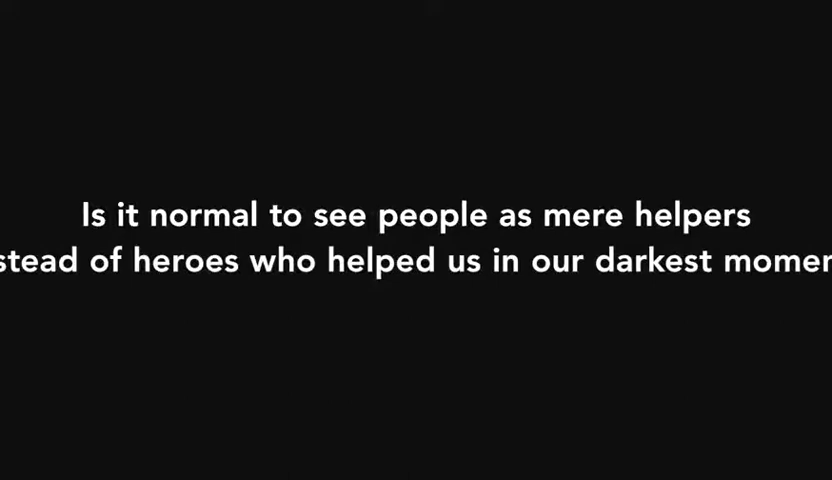 Is it normal to see people as mere helpers
stead of heroes who helped us in our darkest momen